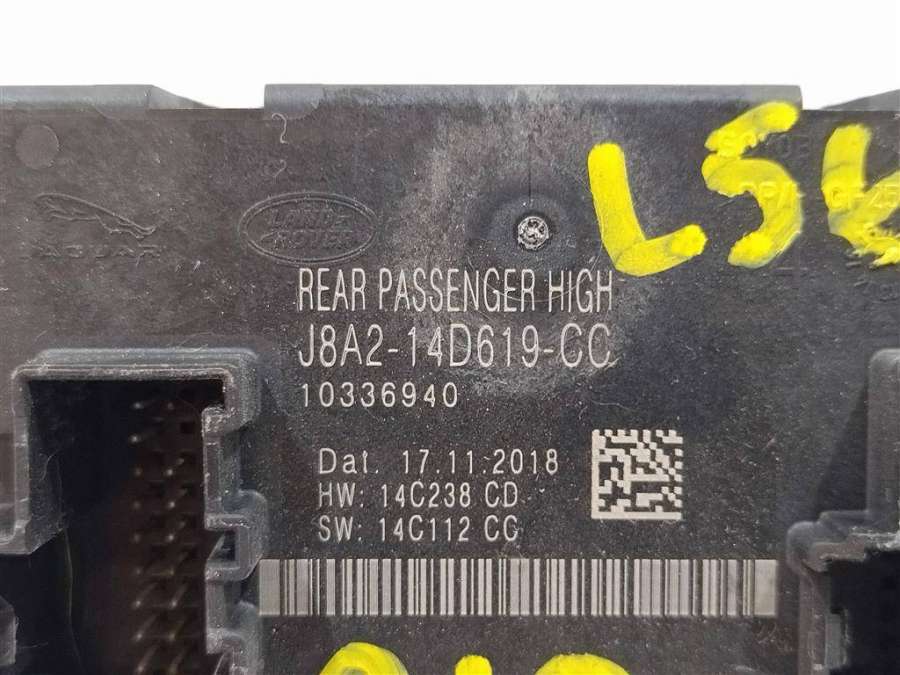 L5
JAGUAR
LAND-
ROVER
REAR PASSENGER HIGH
J8A2-14D619-CC
10336940
Dat. 17.11.2018
HW: 14C238 CD
SW: 14C112 CC